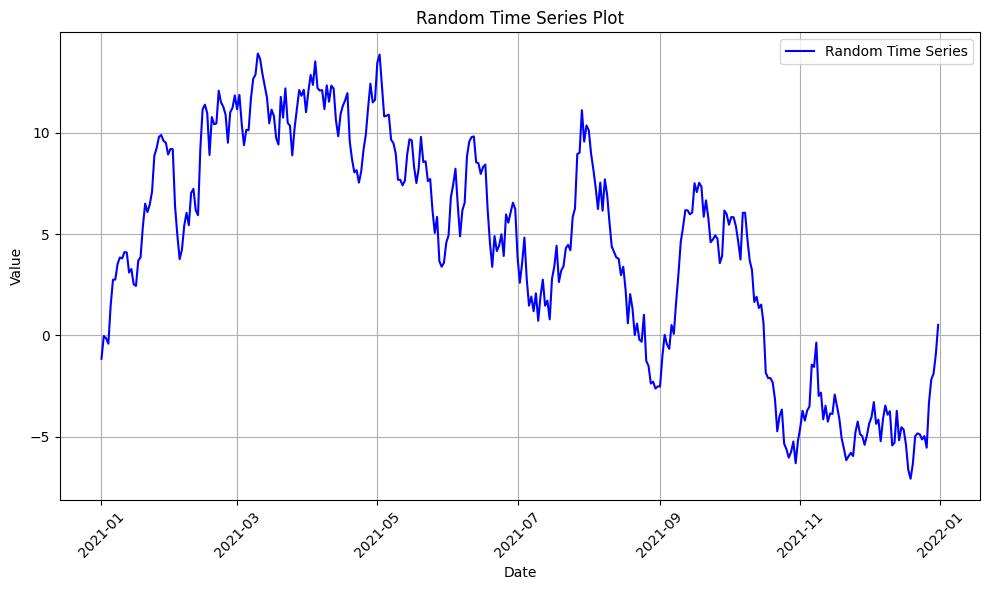 Random Time Series Plot
Random Time Series
Value
10
5
0
−5
2021-01
2021-03
2021-05
2021-07
2021-09
2021-11
2022-01
Date